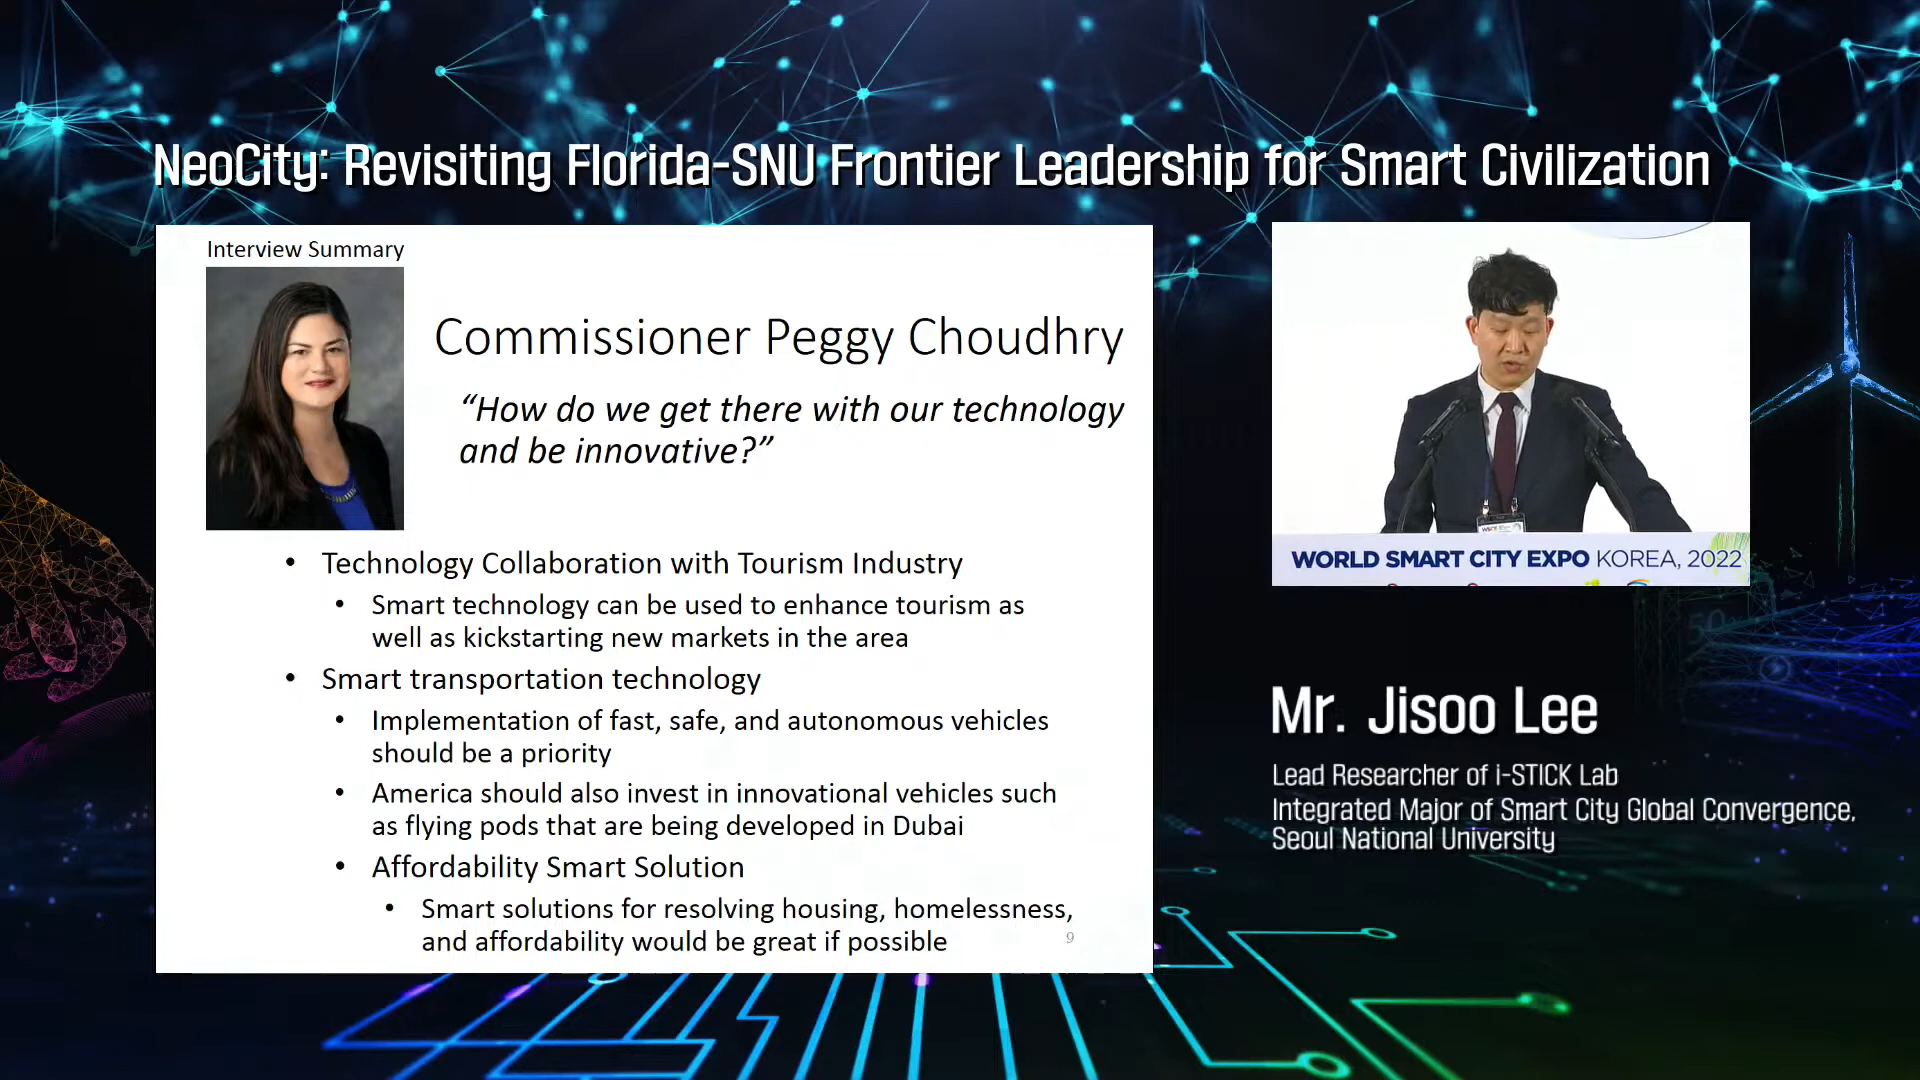 NeoCity: Revisiting Florida-SNU Frontier Leadership for Smart Civilization
Interview Summary
Commissioner Peggy Choudhry
“How do we get there with our technology
and be innovative?”
• Technology Collaboration with Tourism Industry
• Smart technology can be used to enhance tourism as
well as kickstarting new markets in the area
• Smart transportation technology
• Implementation of fast, safe, and autonomous vehicles
should be a priority
• America should also invest in innovational vehicles such
as flying pods that are being developed in Dubai
• Affordability Smart Solution
• Smart solutions for resolving housing, homelessness,
and affordability would be great if possible
9
WORLD SMART CITY EXPO KOREA, 2022
Mr. Jisoo Lee
Lead Researcher of i-STICK Lab
Integrated Major of Smart City Global Convergence,
Seoul National University